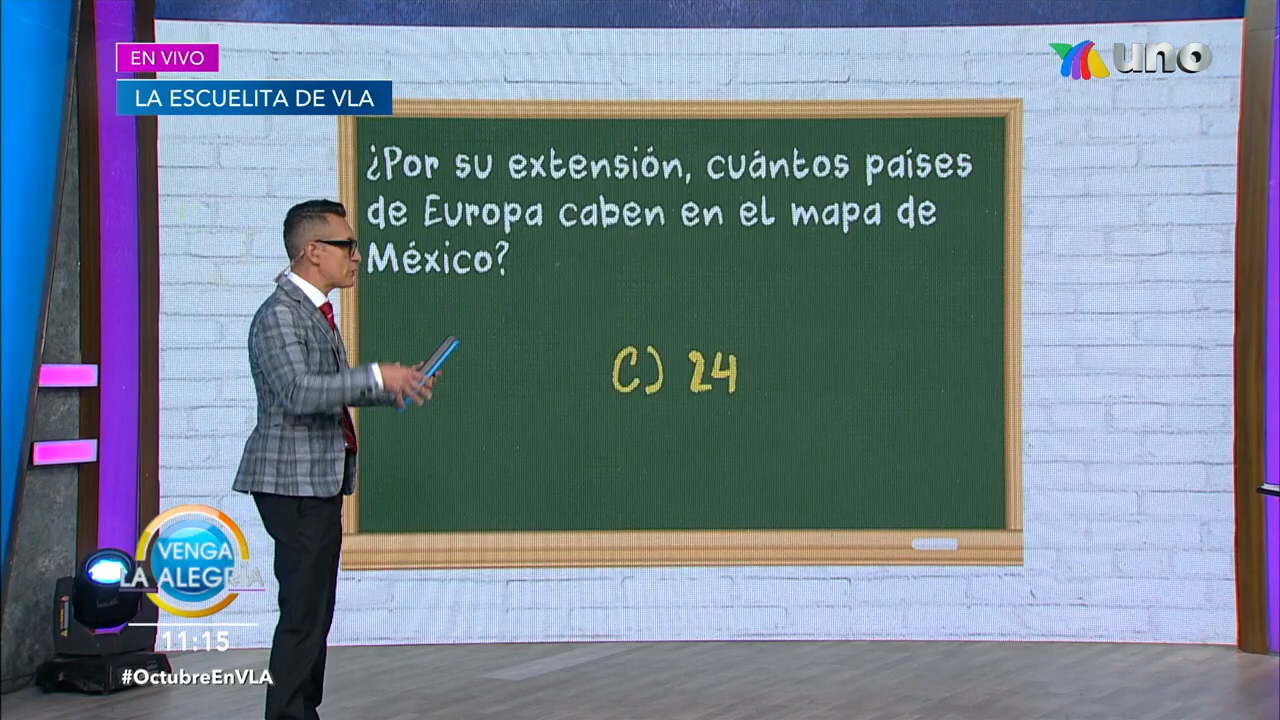 EN VIVO
LA ESCUELITA DE VLA
uno
¿Por su extensión, cuántos países
de Europa caben en el mapa de
México?
C) 24
VENGA
LA ALEGRÍA
11:15
#OctubreEnVLA